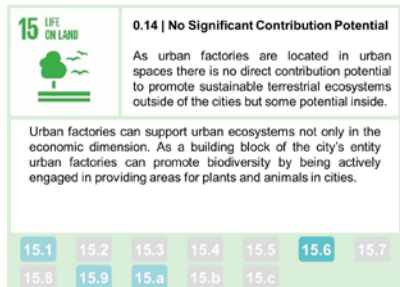 15 LIFE
ON LAND
0.14 | No Significant Contribution Potential
As urban factories are located in urban
spaces there is no direct contribution potential
to promote sustainable terrestrial ecosystems
outside of the cities but some potential inside.
Urban factories can support urban ecosystems not only in the
economic dimension. As a building block of the city's entity
urban factories can promote biodiversity by being actively
engaged in providing areas for plants and animals in cities.
15.1 15.2 15.3 15.4 15.5 15.6 15.7
15.8 15.9 15.a 15.b 15.c